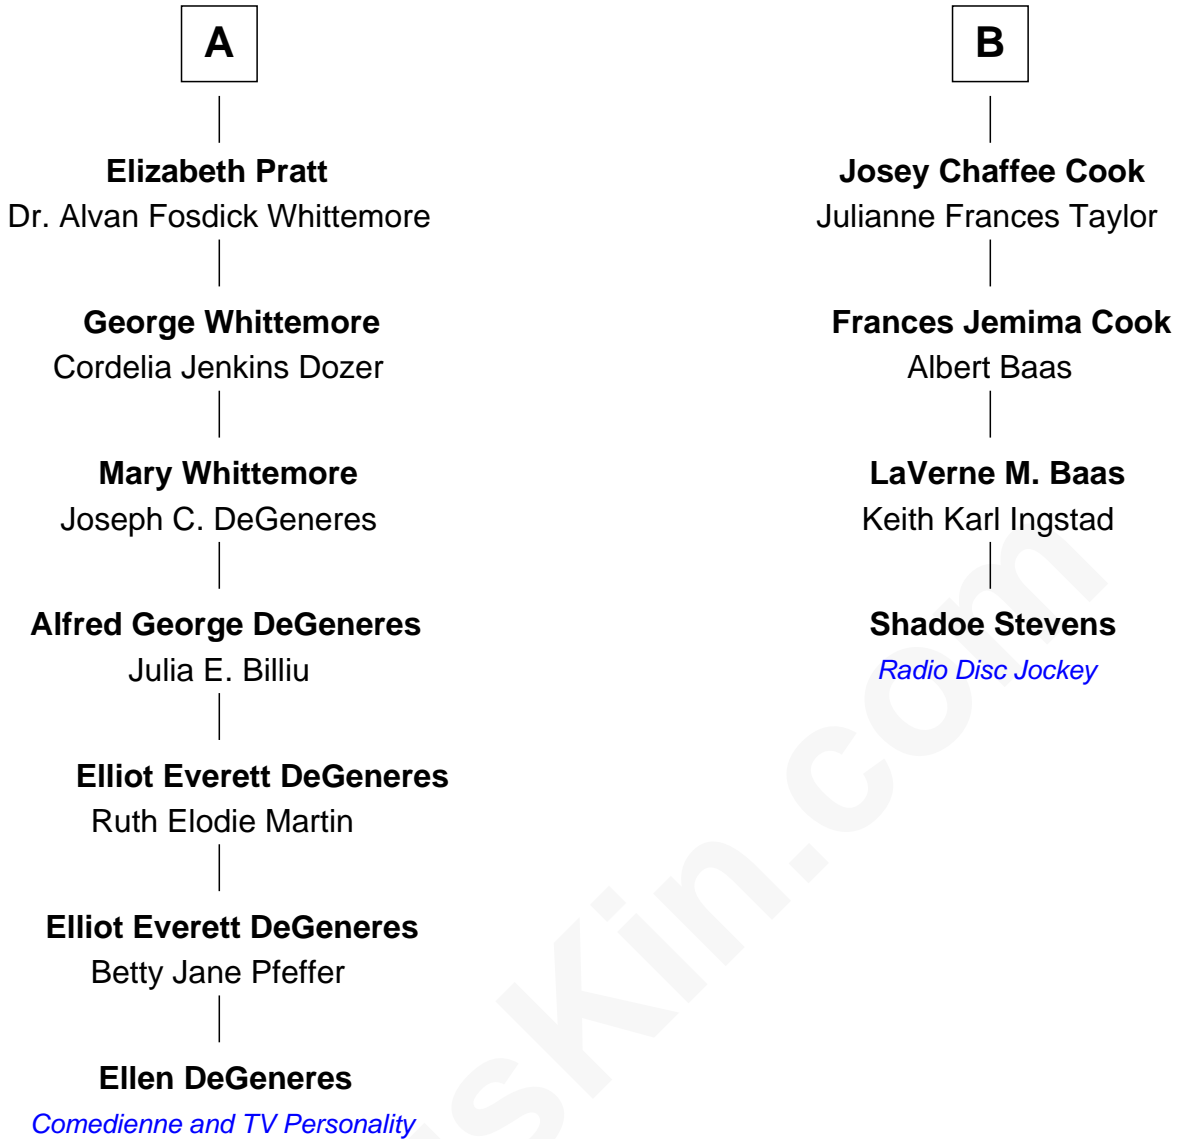 A
Elizabeth Pratt
Dr. Alvan Fosdick Whittemore
George Whittemore
Cordelia Jenkins Dozer
Mary Whittemore
Joseph C. DeGeneres
Alfred George DeGeneres
Julia E. Billiu
Elliot Everett DeGeneres
Ruth Elodie Martin
Elliot Everett DeGeneres
Betty Jane Pfeffer
Ellen DeGeneres
Comedienne and TV Personality
B
Josey Chaffee Cook
Julianne Frances Taylor
Frances Jemima Cook
Albert Baas
LaVerne M. Baas
Keith Karl Ingstad
Shadoe Stevens
Radio Disc Jockey
usKin.com